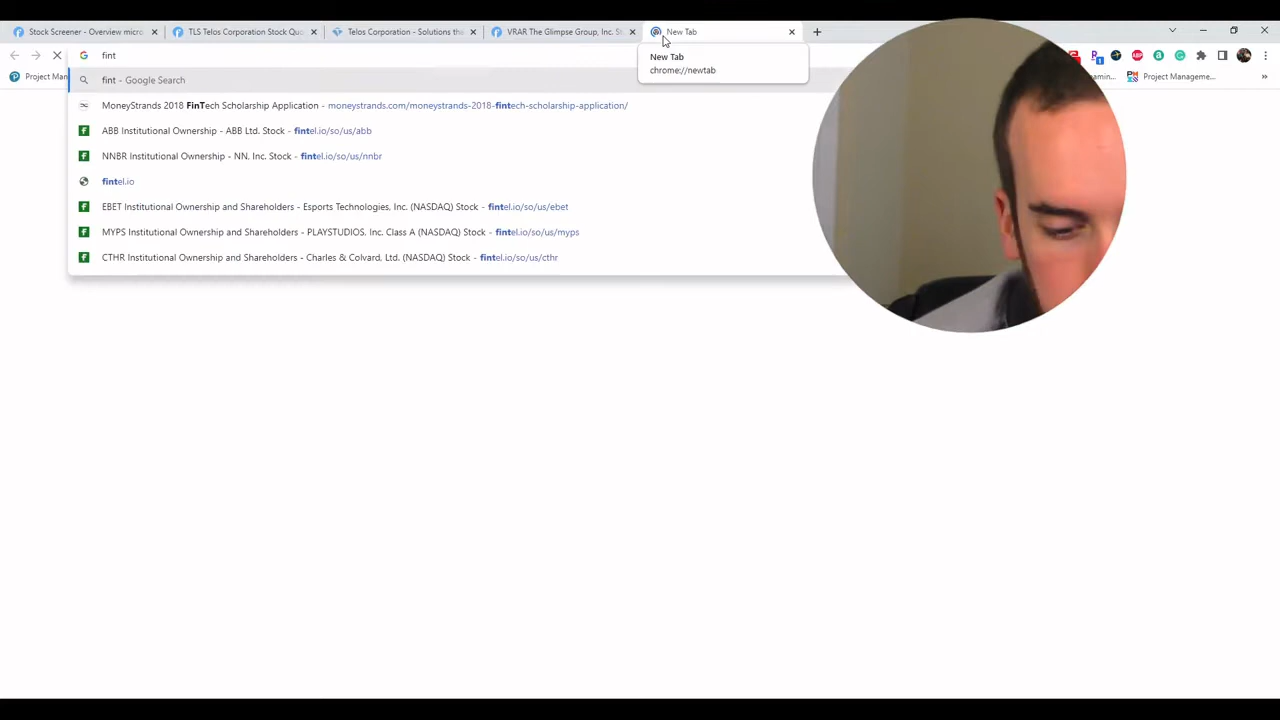 Stock Screener - Overview micro
TLS Telos Corporation Stock Quo
Telos Corporation - Solutions tha
VRAR The Glimpse Group, Inc. St
New Tab
fint
New Tab
chrome://newtab
Project Man
Project Manageme...
fint - Google Search
MoneyStrands 2018 FinTech Scholarship Application - moneystrands.com/moneystrands-2018-fintech-scholarship-application/
ABB Institutional Ownership - ABB Ltd. Stock - fintel.io/so/us/abb
NNBR Institutional Ownership - NN, Inc. Stock - fintel.io/so/us/nnbr
fintel.io
EBET Institutional Ownership and Shareholders - Esports Technologies, Inc. (NASDAQ) Stock - fintel.io/so/us/ebet
MYPS Institutional Ownership and Shareholders - PLAYSTUDIOS, Inc. Class A (NASDAQ) Stock - fintel.io/so/us/myps
CTHR Institutional Ownership and Shareholders - Charles & Colvard, Ltd. (NASDAQ) Stock - fintel.io/so/us/cthr